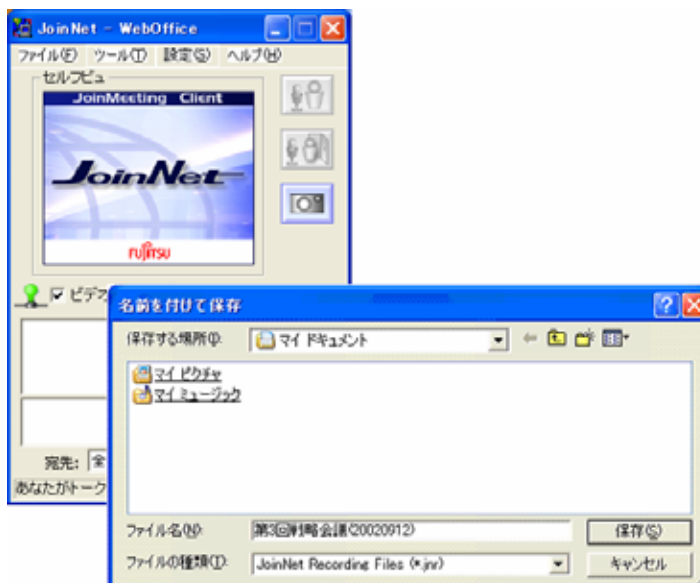 JoinNet - WebOffice
ファイル(F) ツール(T) 設定(S) ヘルプ(H)
セルフビュ
JoinMeeting Client
JoinNet
FUJITSU
ビデオ
名前を付けて保存
保存する場所(I):
マイ ドキュメント
マイ ピクチャ
マイ ミュージック
宛先: 全
あなたがトーク
ファイル名(N): 第3回戦略会議(20020912) 保存(S)
ファイルの種類(T): JoinNet Recording Files (*.jnr) キャンセル